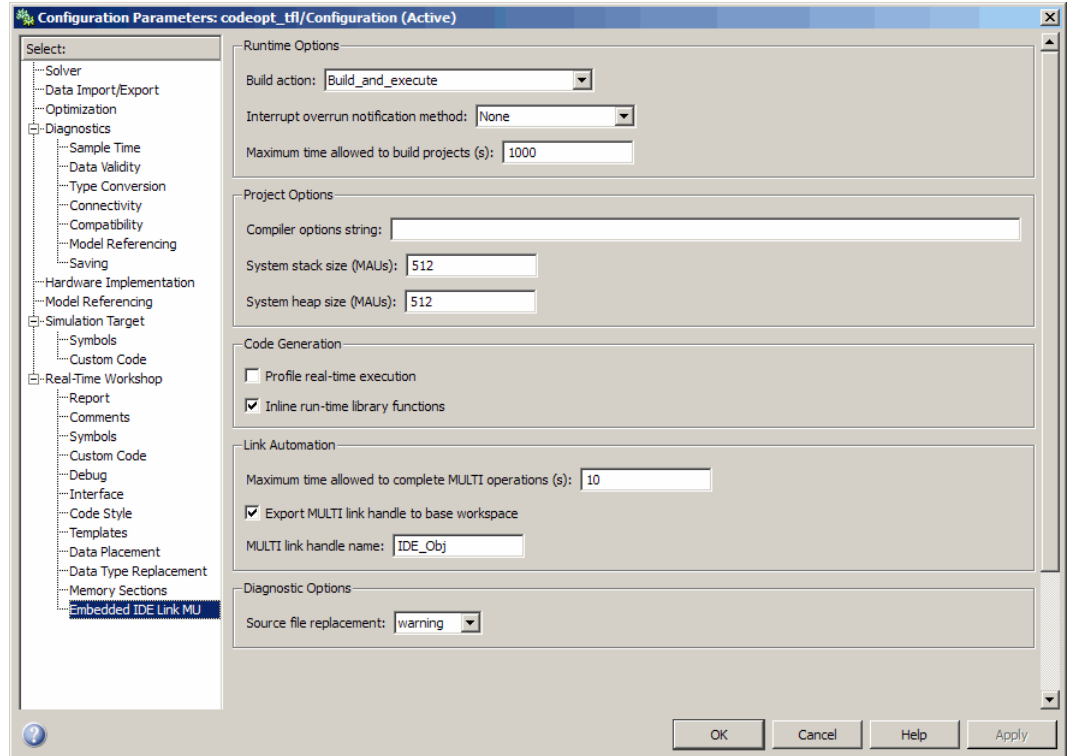 Configuration Parameters: codeopt_tfl/Configuration (Active)
Select:
Solver
Data Import/Export
Optimization
Diagnostics
Sample Time
Data Validity
Type Conversion
Connectivity
Compatibility
Model Referencing
Saving
Hardware Implementation
Model Referencing
Simulation Target
Symbols
Custom Code
Real-Time Workshop
Report
Comments
Symbols
Custom Code
Debug
Interface
Code Style
Templates
Data Placement
Data Type Replacement
Memory Sections
Embedded IDE Link MU
Runtime Options
Build action: Build_and_execute
Interrupt overrun notification method: None
Maximum time allowed to build projects (s): 1000
Project Options
Compiler options string:
System stack size (MAUs): 512
System heap size (MAUs): 512
Code Generation
Profile real-time execution
Inline run-time library functions
Link Automation
Maximum time allowed to complete MULTI operations (s): 10
Export MULTI link handle to base workspace
MULTI link handle name: IDE_Obj
Diagnostic Options
Source file replacement: warning
OK Cancel Help Apply